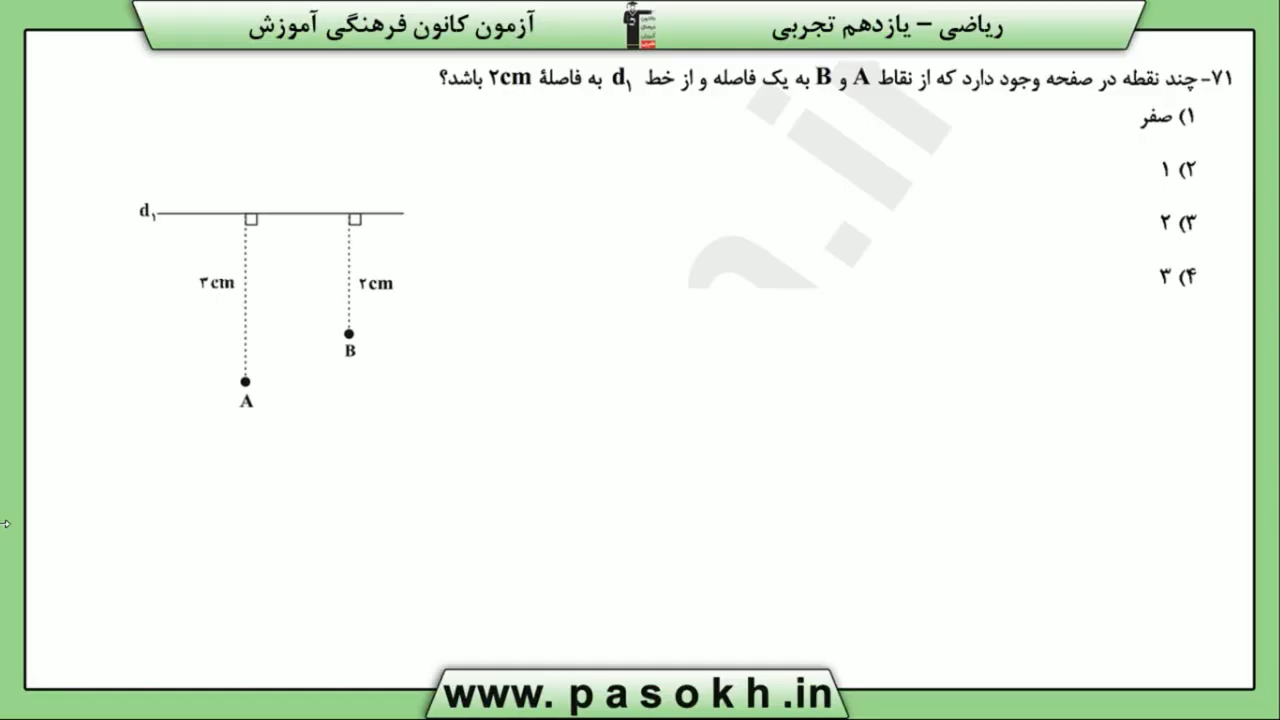 ریاضی – یازدهم تجربی
آزمون کانون فرهنگی آموزش
۷۱- چند نقطه در صفحه وجود دارد که از نقاط A و B به یک فاصله و از خط d۱ به فاصلهٔ ۲cm باشد؟
۱) صفر
۲) ۱
۳) ۲
۴) ۳
d۱
۳cm
۲cm
B
A
www. p a s o k h .in